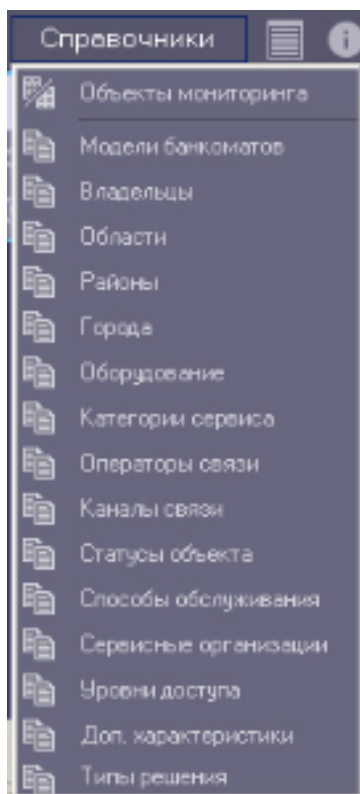 Справочники
Объекты мониторинга
Модели банкоматов
Владельцы
Области
Районы
Города
Оборудование
Категории сервиса
Операторы связи
Каналы связи
Статусы объекта
Способы обслуживания
Сервисные организации
Уровни доступа
Доп. характеристики
Типы решения